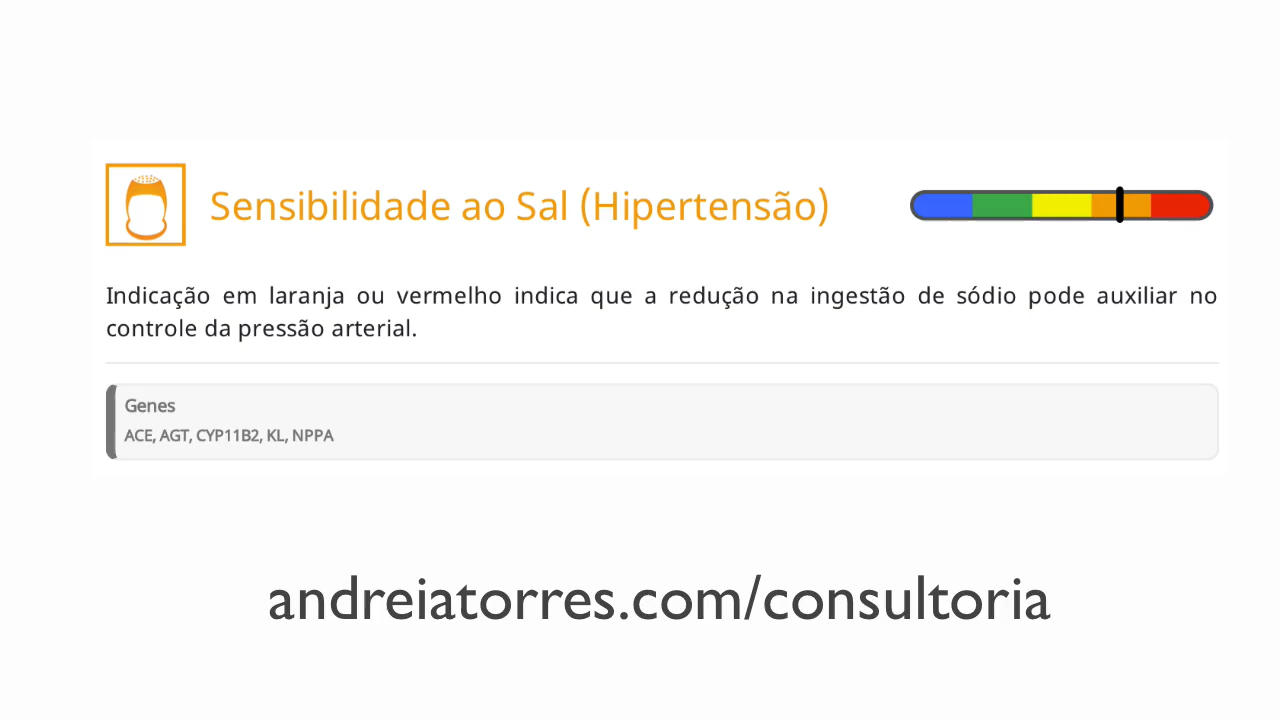 Sensibilidade ao Sal (Hipertensão)
Indicação em laranja ou vermelho indica que a redução na ingestão de sódio pode auxiliar no
controle da pressão arterial.
Genes
ACE, AGT, CYP11B2, KL, NPPA
andreiatorres.com/consultoria